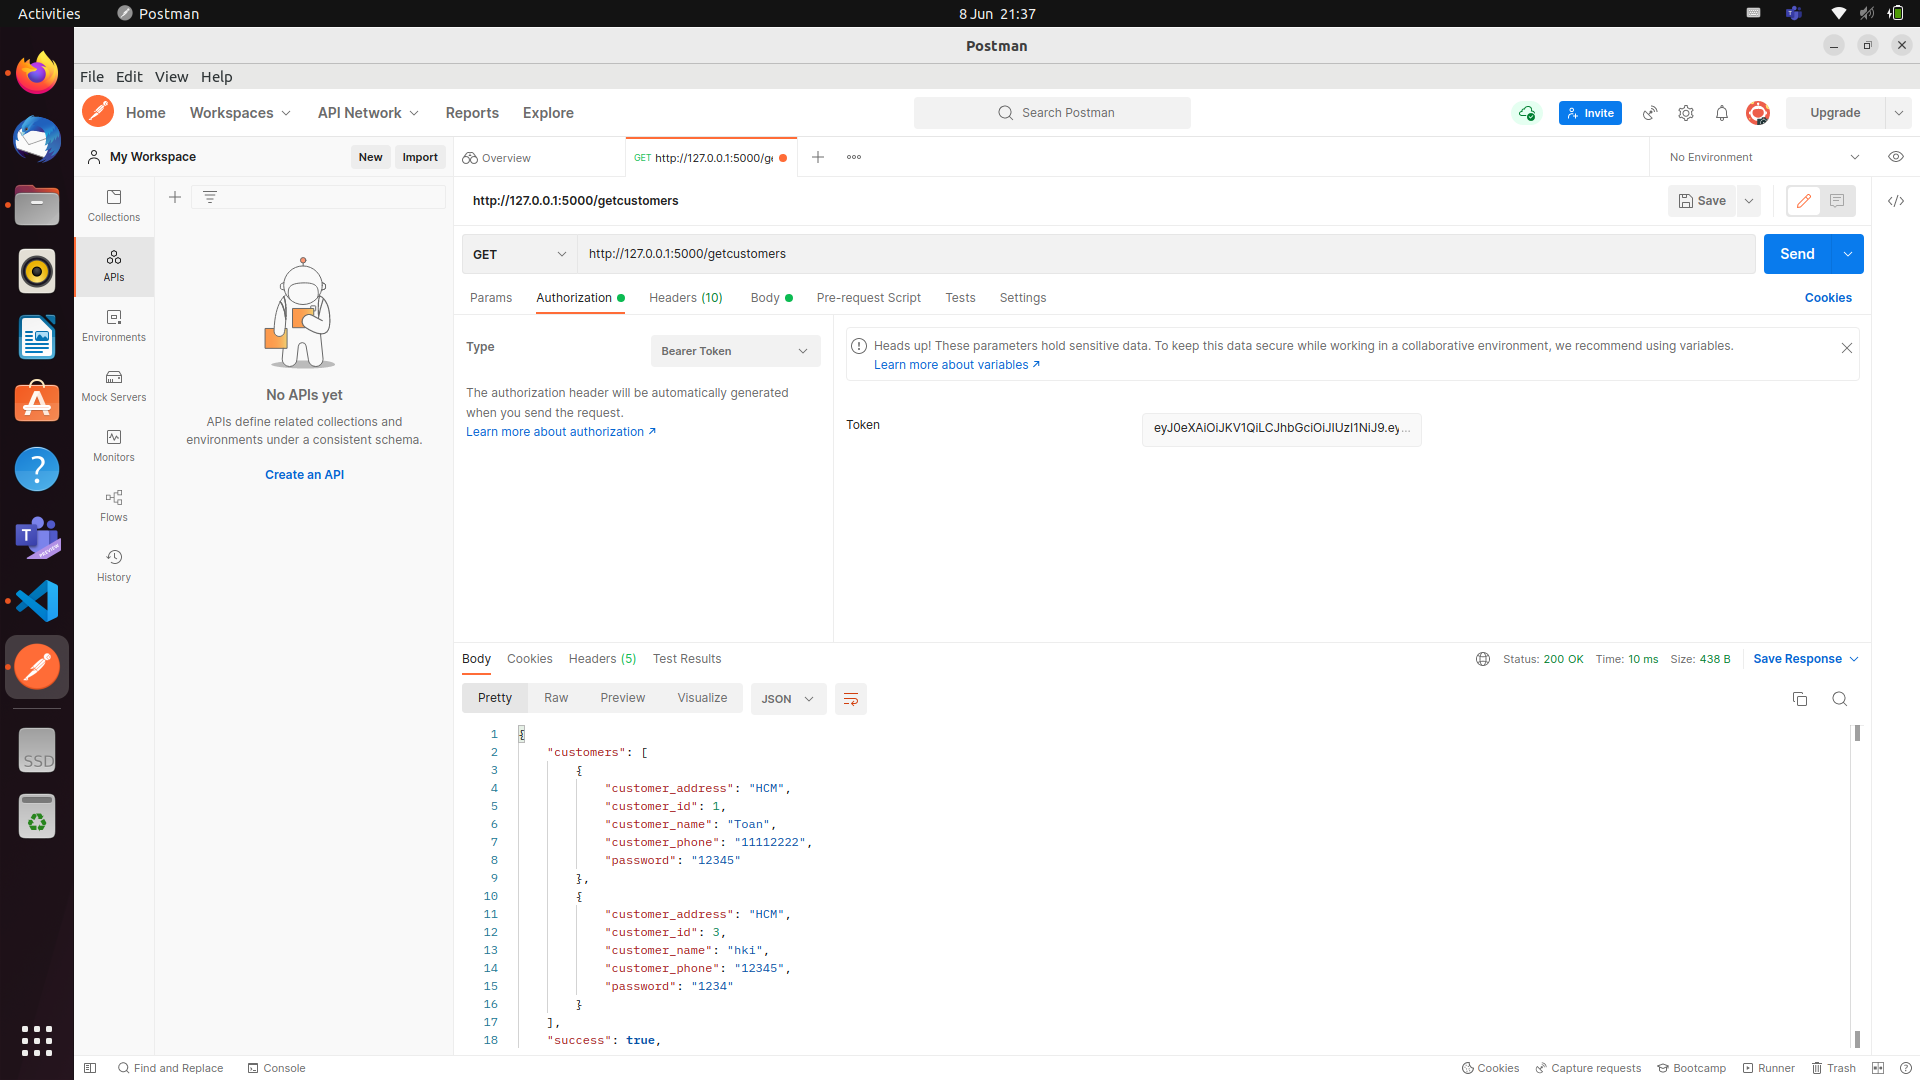 Activities
Postman
8 Jun 21:37
Postman
File Edit View Help
Home Workspaces API Network Reports Explore
Search Postman
Invite
Upgrade
My Workspace
New Import
Overview
GET http://127.0.0.1:5000/ge
No Environment
http://127.0.0.1:5000/getcustomers
Save
GET http://127.0.0.1:5000/getcustomers
Send
Params Authorization Headers (10) Body Pre-request Script Tests Settings
Cookies
Collections
APIs
Environments
Mock Servers
Monitors
Flows
History
No APIs yet
APIs define related collections and
environments under a consistent schema.
Create an API
Type
Bearer Token
The authorization header will be automatically generated
when you send the request.
Learn more about authorization ↗
Heads up! These parameters hold sensitive data. To keep this data secure while working in a collaborative environment, we recommend using variables.
Learn more about variables ↗
Token
eyJ0eXAiOiJKV1QiLCJhbGciOiJIUzI1NiJ9.ey...
Body Cookies Headers (5) Test Results
Status: 200 OK Time: 10 ms Size: 438 B
Save Response
Pretty Raw Preview Visualize JSON
1 {
2 "customers": [
3 {
4 "customer_address": "HCM",
5 "customer_id": 1,
6 "customer_name": "Toan",
7 "customer_phone": "11112222",
8 "password": "12345"
9 },
10 {
11 "customer_address": "HCM",
12 "customer_id": 3,
13 "customer_name": "hki",
14 "customer_phone": "12345",
15 "password": "1234"
16 }
17 ],
18 "success": true,
T
PREVIEW
SSD
Find and Replace
Console
Cookies
Capture requests
Bootcamp
Runner
Trash